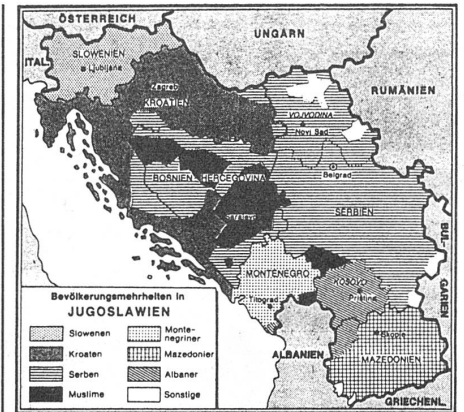 ÖSTERREICH
UNGARN
ITAL.
SLOWENIEN
Ljubljana
RUMÄNIEN
Zagreb
KROATIEN
VOJVODINA
Novi Sad
Belgrad
BOSNIEN HERCEGOVINA
Sarajevo
SERBIEN
BUL-
GARIEN
MONTENEGRO
KOSOVO
Titograd
Priština
Skopje
ALBANIEN
MAZEDONIEN
GRIECHENL.
Bevölkerungsmehrheiten in
JUGOSLAWIEN
Slowenen
Kroaten
Serben
Muslime
Monte-
negriner
Mazedonier
Albaner
Sonstige